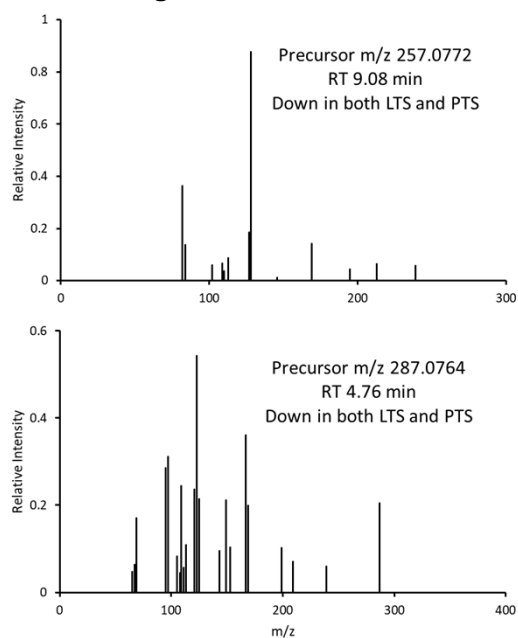 1
Precursor m/z 257.0772
RT 9.08 min
Down in both LTS and PTS
0.8
0.6
0.4
0.2
0
Relative Intensity
0 100 200 300
0.6
Precursor m/z 287.0764
RT 4.76 min
Down in both LTS and PTS
0.4
0.2
0
Relative Intensity
0 100 200 300 400
m/z